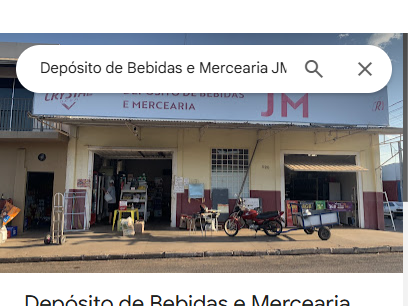 Depósito de Bebidas e Mercearia JM
CRYSTAL
DEPÓSITO DE BEBIDAS
E MERCEARIA
JM
Depósito de Bebidas e Mercearia